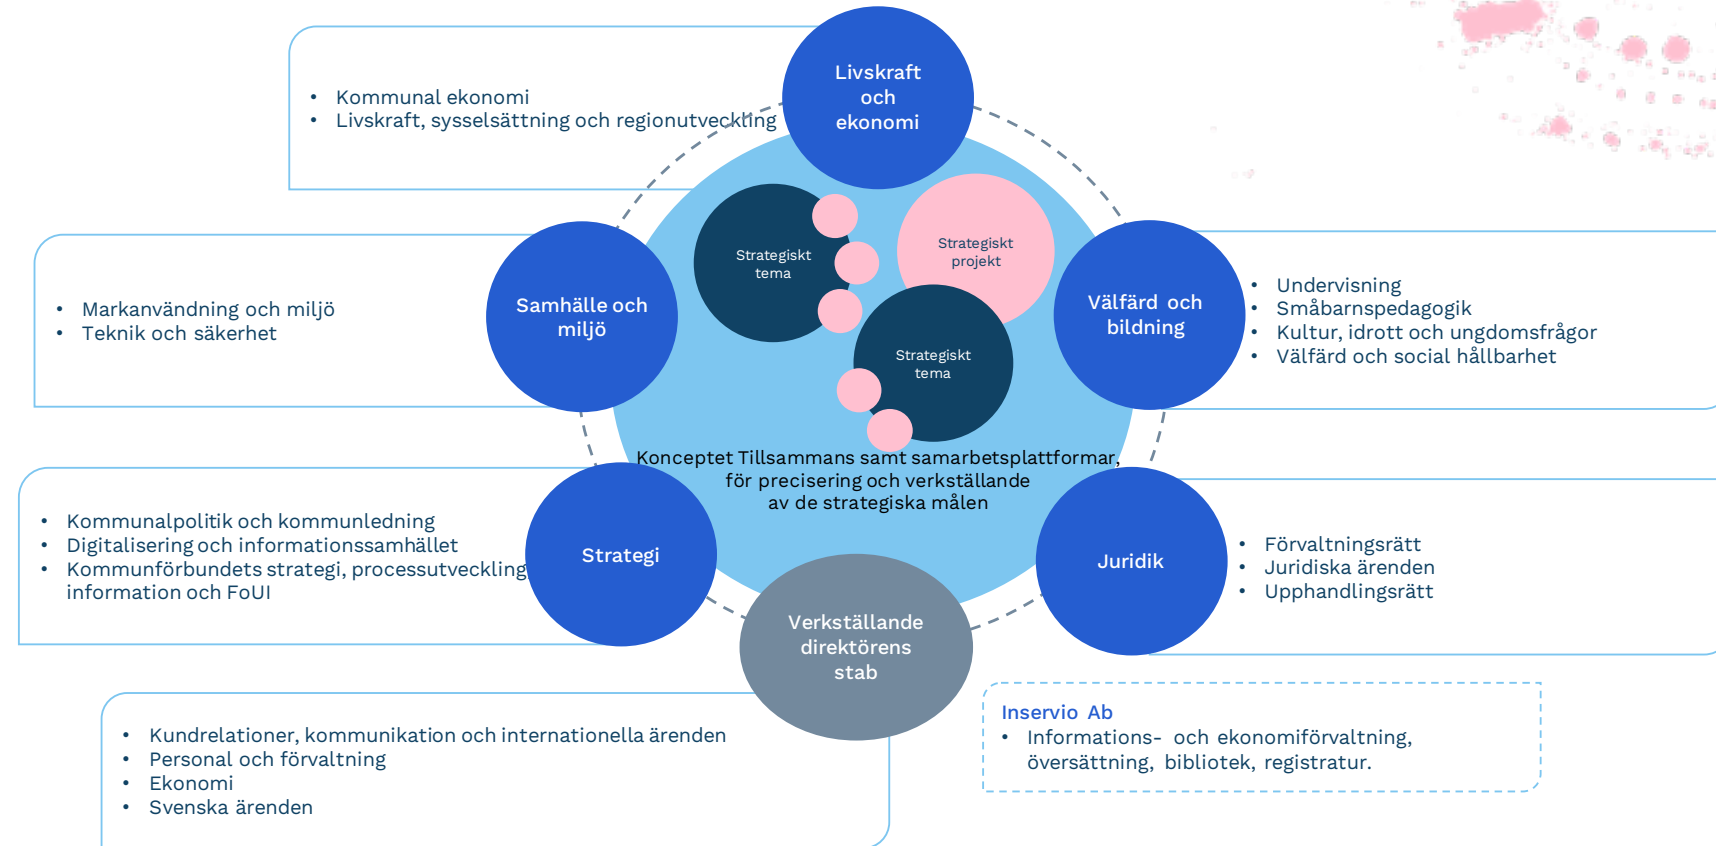 Livskraft
och
ekonomi
• Kommunal ekonomi
• Livskraft, sysselsättning och regionutveckling
Strategiskt
tema
Strategiskt
projekt
Strategiskt
tema
Samhälle och
miljö
• Markanvändning och miljö
• Teknik och säkerhet
Välfärd och
bildning
• Undervisning
• Småbarnspedagogik
• Kultur, idrott och ungdomsfrågor
• Välfärd och social hållbarhet
Konceptet Tillsammans samt samarbetsplattformar,
för precisering och verkställande
av de strategiska målen
Strategi
• Kommunalpolitik och kommunledning
• Digitalisering och informationssamhället
• Kommunförbundets strategi, processutveckling
information och FoUI
Juridik
• Förvaltningsrätt
• Juridiska ärenden
• Upphandlingsrätt
Verkställande
direktörens
stab
• Kundrelationer, kommunikation och internationella ärenden
• Personal och förvaltning
• Ekonomi
• Svenska ärenden
Inservio Ab
• Informations- och ekonomiförvaltning,
översättning, bibliotek, registratur.